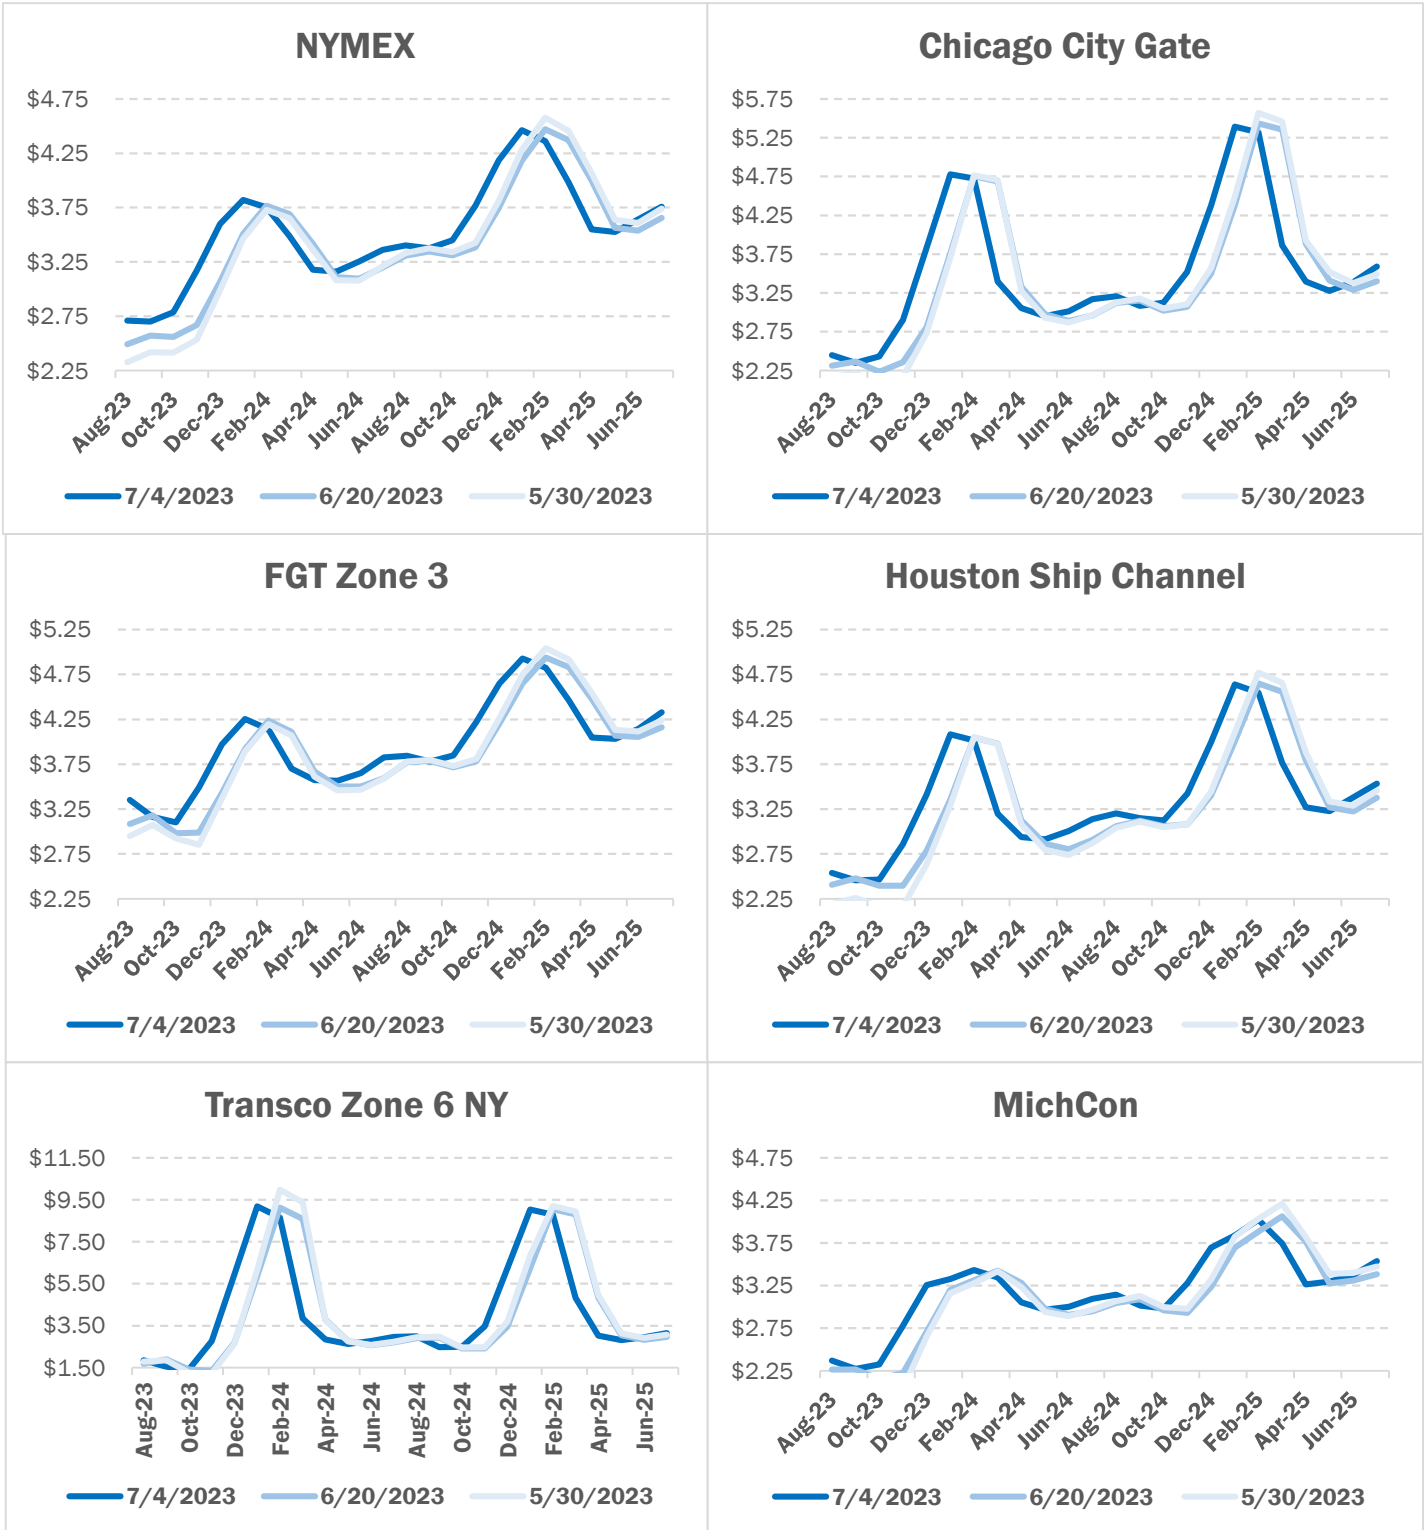 NYMEX
$4.75
$4.25
$3.75
$3.25
$2.75
$2.25
Aug-23 Oct-23 Dec-23 Feb-24 Apr-24 Jun-24 Aug-24 Oct-24 Dec-24 Feb-25 Apr-25 Jun-25
7/4/2023 6/20/2023 5/30/2023
Chicago City Gate
$5.75
$5.25
$4.75
$4.25
$3.75
$3.25
$2.75
$2.25
Aug-23 Oct-23 Dec-23 Feb-24 Apr-24 Jun-24 Aug-24 Oct-24 Dec-24 Feb-25 Apr-25 Jun-25
7/4/2023 6/20/2023 5/30/2023
FGT Zone 3
$5.25
$4.75
$4.25
$3.75
$3.25
$2.75
$2.25
Aug-23 Oct-23 Dec-23 Feb-24 Apr-24 Jun-24 Aug-24 Oct-24 Dec-24 Feb-25 Apr-25 Jun-25
7/4/2023 6/20/2023 5/30/2023
Houston Ship Channel
$5.25
$4.75
$4.25
$3.75
$3.25
$2.75
$2.25
Aug-23 Oct-23 Dec-23 Feb-24 Apr-24 Jun-24 Aug-24 Oct-24 Dec-24 Feb-25 Apr-25 Jun-25
7/4/2023 6/20/2023 5/30/2023
Transco Zone 6 NY
$11.50
$9.50
$7.50
$5.50
$3.50
$1.50
Aug-23 Oct-23 Dec-23 Feb-24 Apr-24 Jun-24 Aug-24 Oct-24 Dec-24 Feb-25 Apr-25 Jun-25
7/4/2023 6/20/2023 5/30/2023
MichCon
$4.75
$4.25
$3.75
$3.25
$2.75
$2.25
Aug-23 Oct-23 Dec-23 Feb-24 Apr-24 Jun-24 Aug-24 Oct-24 Dec-24 Feb-25 Apr-25 Jun-25
7/4/2023 6/20/2023 5/30/2023